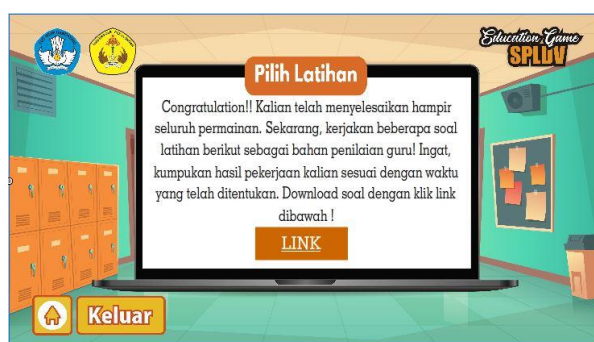 Education Game
SPLDV
Pilih Latihan
Congratulation!! Kalian telah menyelesaikan hampir
seluruh permainan. Sekarang, kerjakan beberapa soal
latihan berikut sebagai bahan penilaian guru! Ingat,
kumpukan hasil pekerjaan kalian sesuai dengan waktu
yang telah ditentukan. Download soal dengan klik link
dibawah !
LINK
Keluar